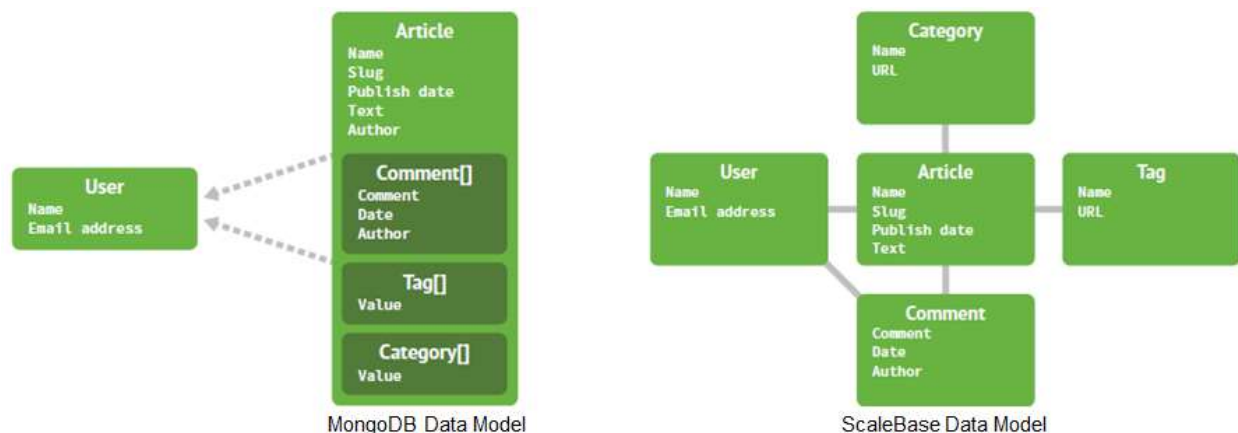 User
Name
Email address
Article
Name
Slug
Publish date
Text
Author
Comment[]
Comment
Date
Author
Tag[]
Value
Category[]
Value
MongoDB Data Model
Category
Name
URL
User
Name
Email address
Article
Name
Slug
Publish date
Text
Tag
Name
URL
Comment
Comment
Date
Author
ScaleBase Data Model